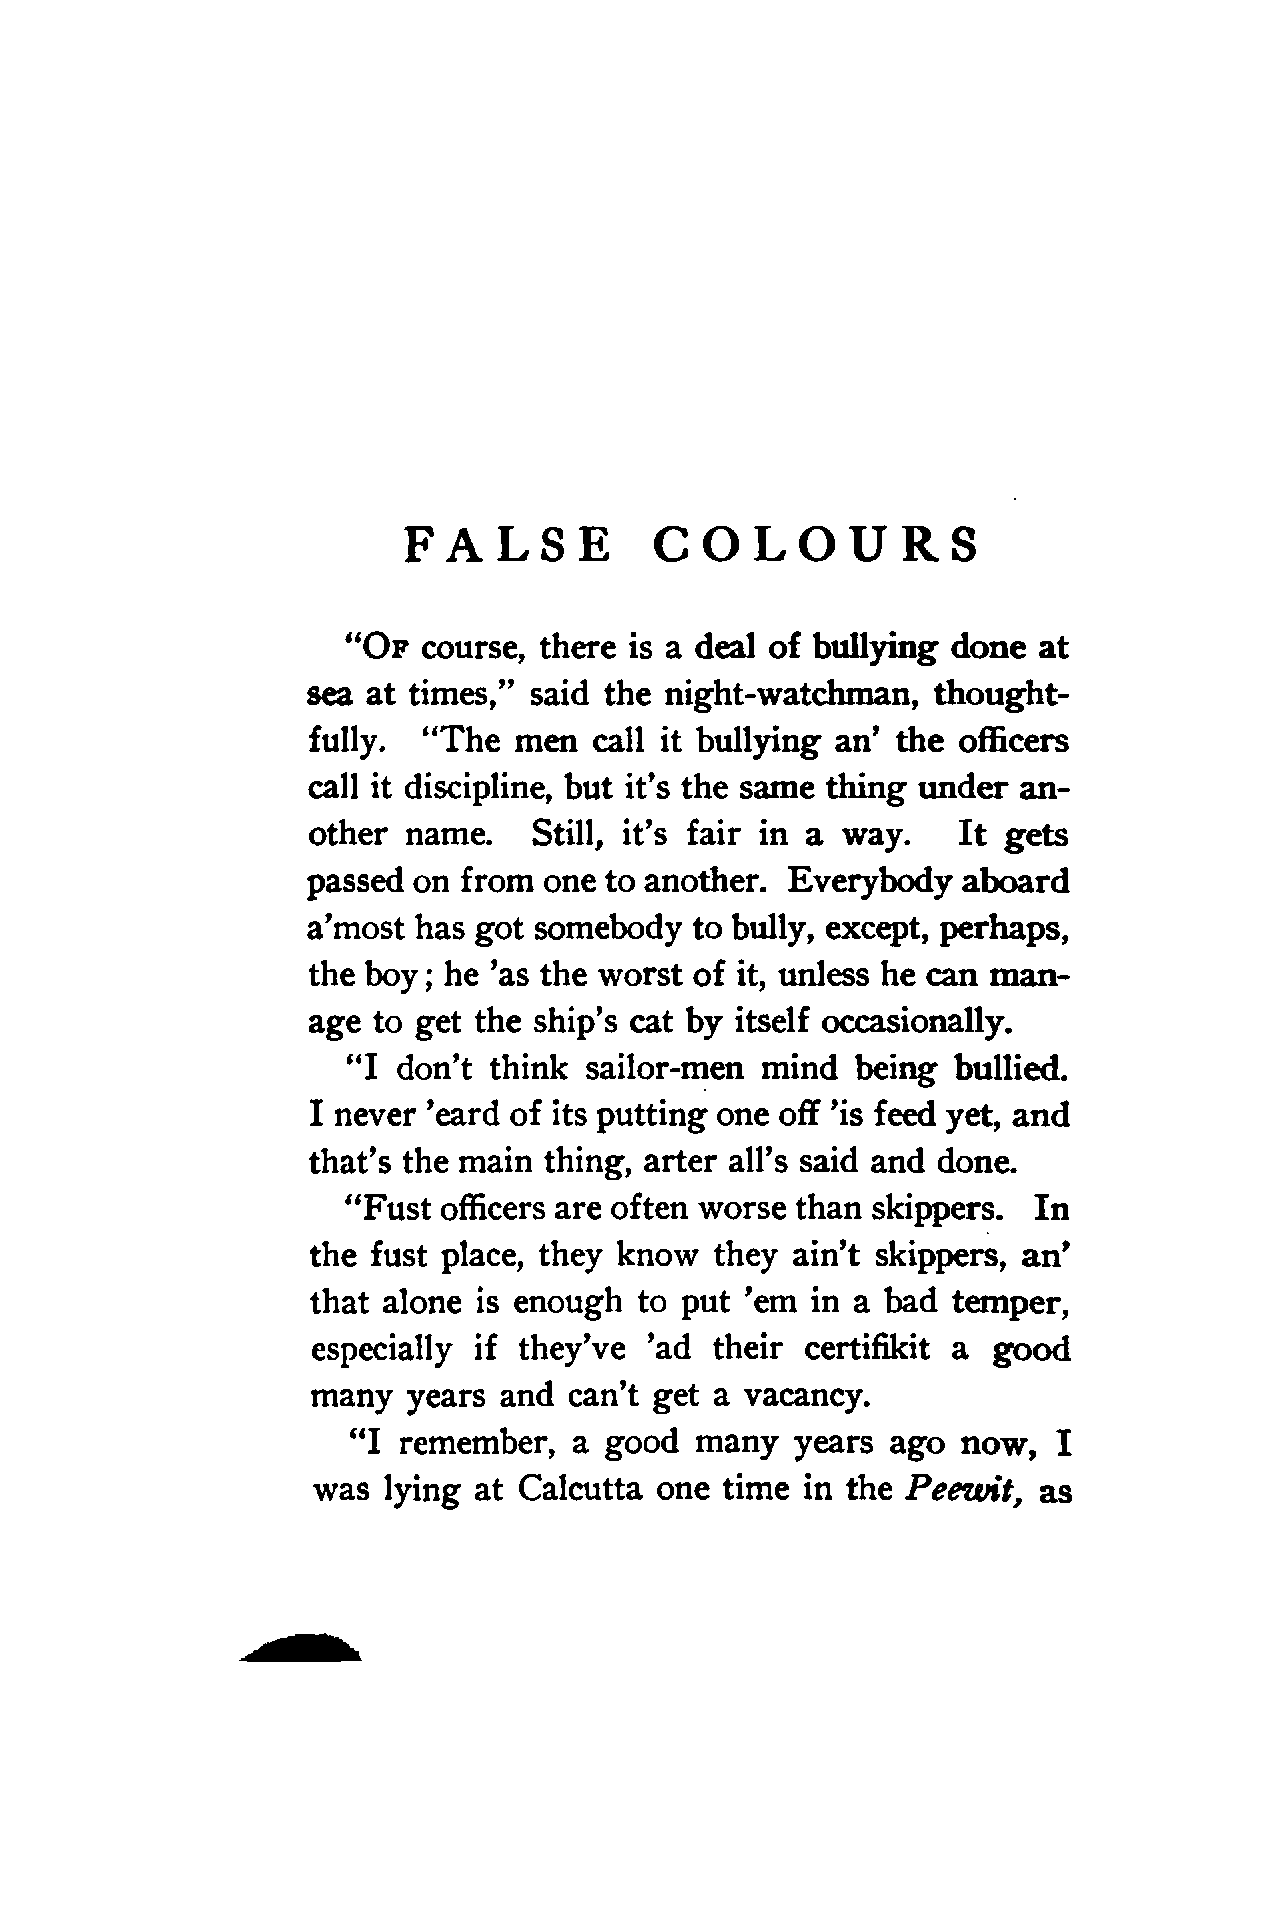 FALSE COLOURS
“OF course, there is a deal of bullying done at
sea at times,” said the night-watchman, thought-
fully. “The men call it bullying an’ the officers
call it discipline, but it’s the same thing under an-
other name. Still, it’s fair in a way. It gets
passed on from one to another. Everybody aboard
a’most has got somebody to bully, except, perhaps,
the boy; he ’as the worst of it, unless he can man-
age to get the ship’s cat by itself occasionally.
“I don’t think sailor-men mind being bullied.
I never ’eard of its putting one off ’is feed yet, and
that’s the main thing, arter all’s said and done.
“Fust officers are often worse than skippers. In
the fust place, they know they ain’t skippers, an’
that alone is enough to put ’em in a bad temper,
especially if they’ve ’ad their certifikit a good
many years and can’t get a vacancy.
“I remember, a good many years ago now, I
was lying at Calcutta one time in the Peewit, as